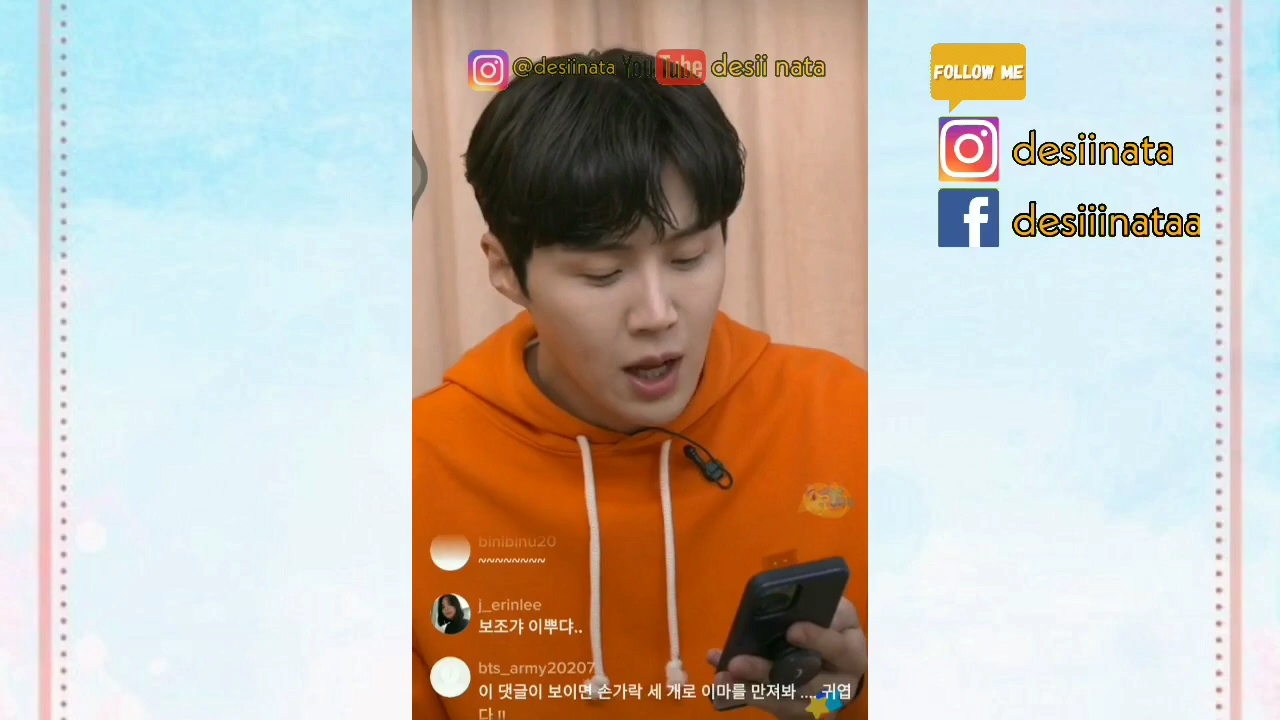 @desiinata YouTube desii nata
FOLLOW ME
desiinata
desiiinataa
binibinu20
~~~~~~~~
j_erinlee
보조갸 이뿌댜..
bts_army20207
이 댓글이 보이면 손가락 세 개로 이마를 만져봐 .... 귀엽
다 !!